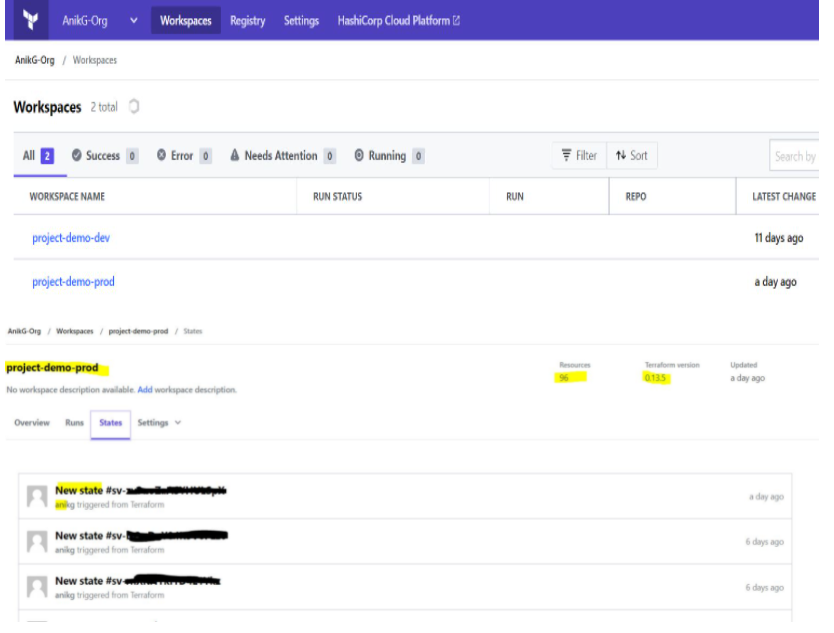 AnikG-Org Workspaces Registry Settings HashiCorp Cloud Platform
AnikG-Org / Workspaces
Workspaces 2 total
All 2 Success 0 Error 0 Needs Attention 0 Running 0 Filter Sort Search by
WORKSPACE NAME RUN STATUS RUN REPO LATEST CHANGE
project-demo-dev 11 days ago
project-demo-prod a day ago
AnikG-Org / Workspaces / project-demo-prod / States
project-demo-prod Resources Terraform version Updated
96 0.13.5 a day ago
No workspace description available. Add workspace description.
Overview Runs States Settings
New state #sv-
anikg triggered from Terraform a day ago
New state #sv-
anikg triggered from Terraform 6 days ago
New state #sv-
anikg triggered from Terraform 6 days ago